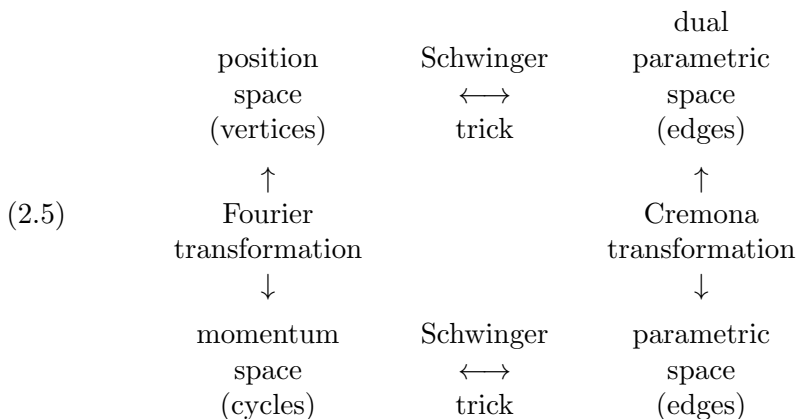 dual
position Schwinger parametric
space ⟷ space
(vertices) trick (edges)
↑ ↑
(2.5) Fourier Cremona
transformation transformation
↓ ↓
momentum Schwinger parametric
space ⟷ space
(cycles) trick (edges)